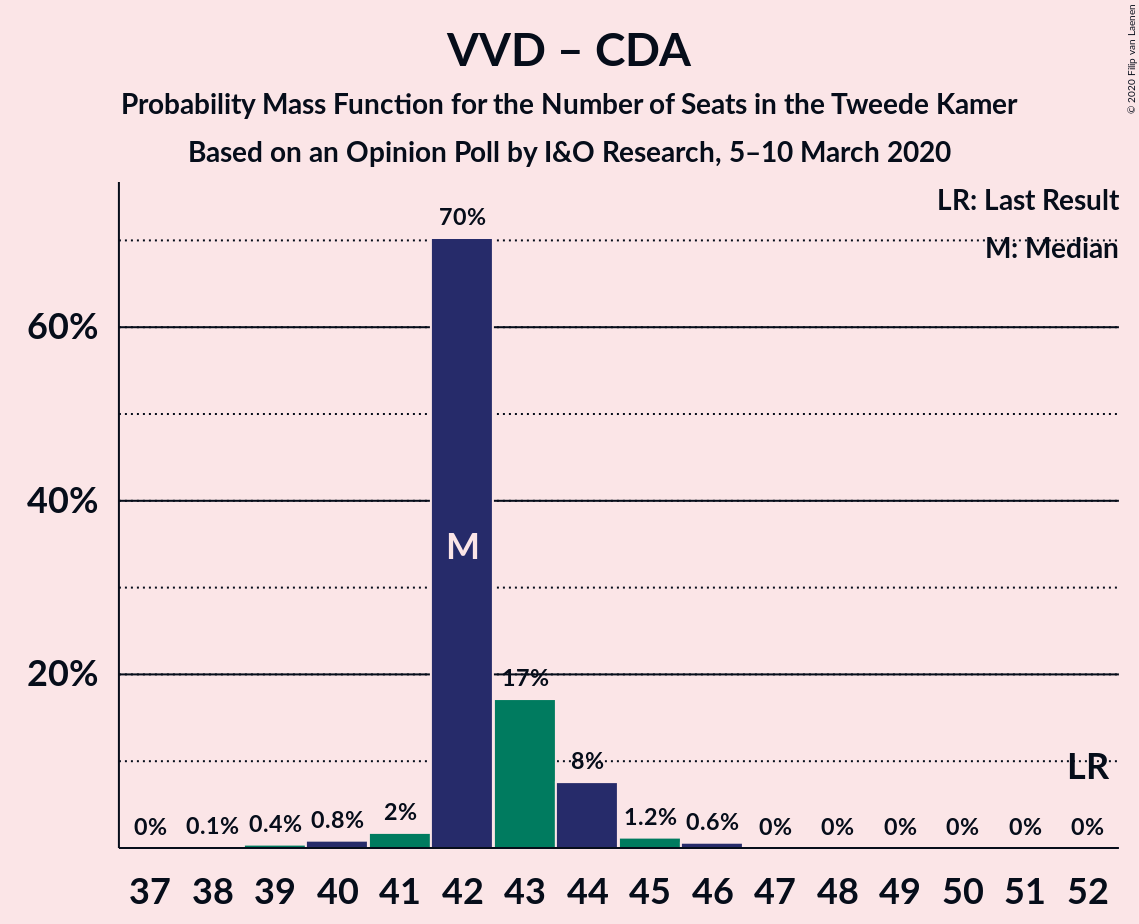 © 2020 Filip van Laenen
VVD – CDA
Probability Mass Function for the Number of Seats in the Tweede Kamer
Based on an Opinion Poll by I&O Research, 5–10 March 2020
LR: Last Result
M: Median
60%
40%
20%
0% 0.1% 0.4% 0.8% 2% 70% 17% 8% 1.2% 0.6% 0% 0% 0% 0% 0% 0%
M
LR
37 38 39 40 41 42 43 44 45 46 47 48 49 50 51 52